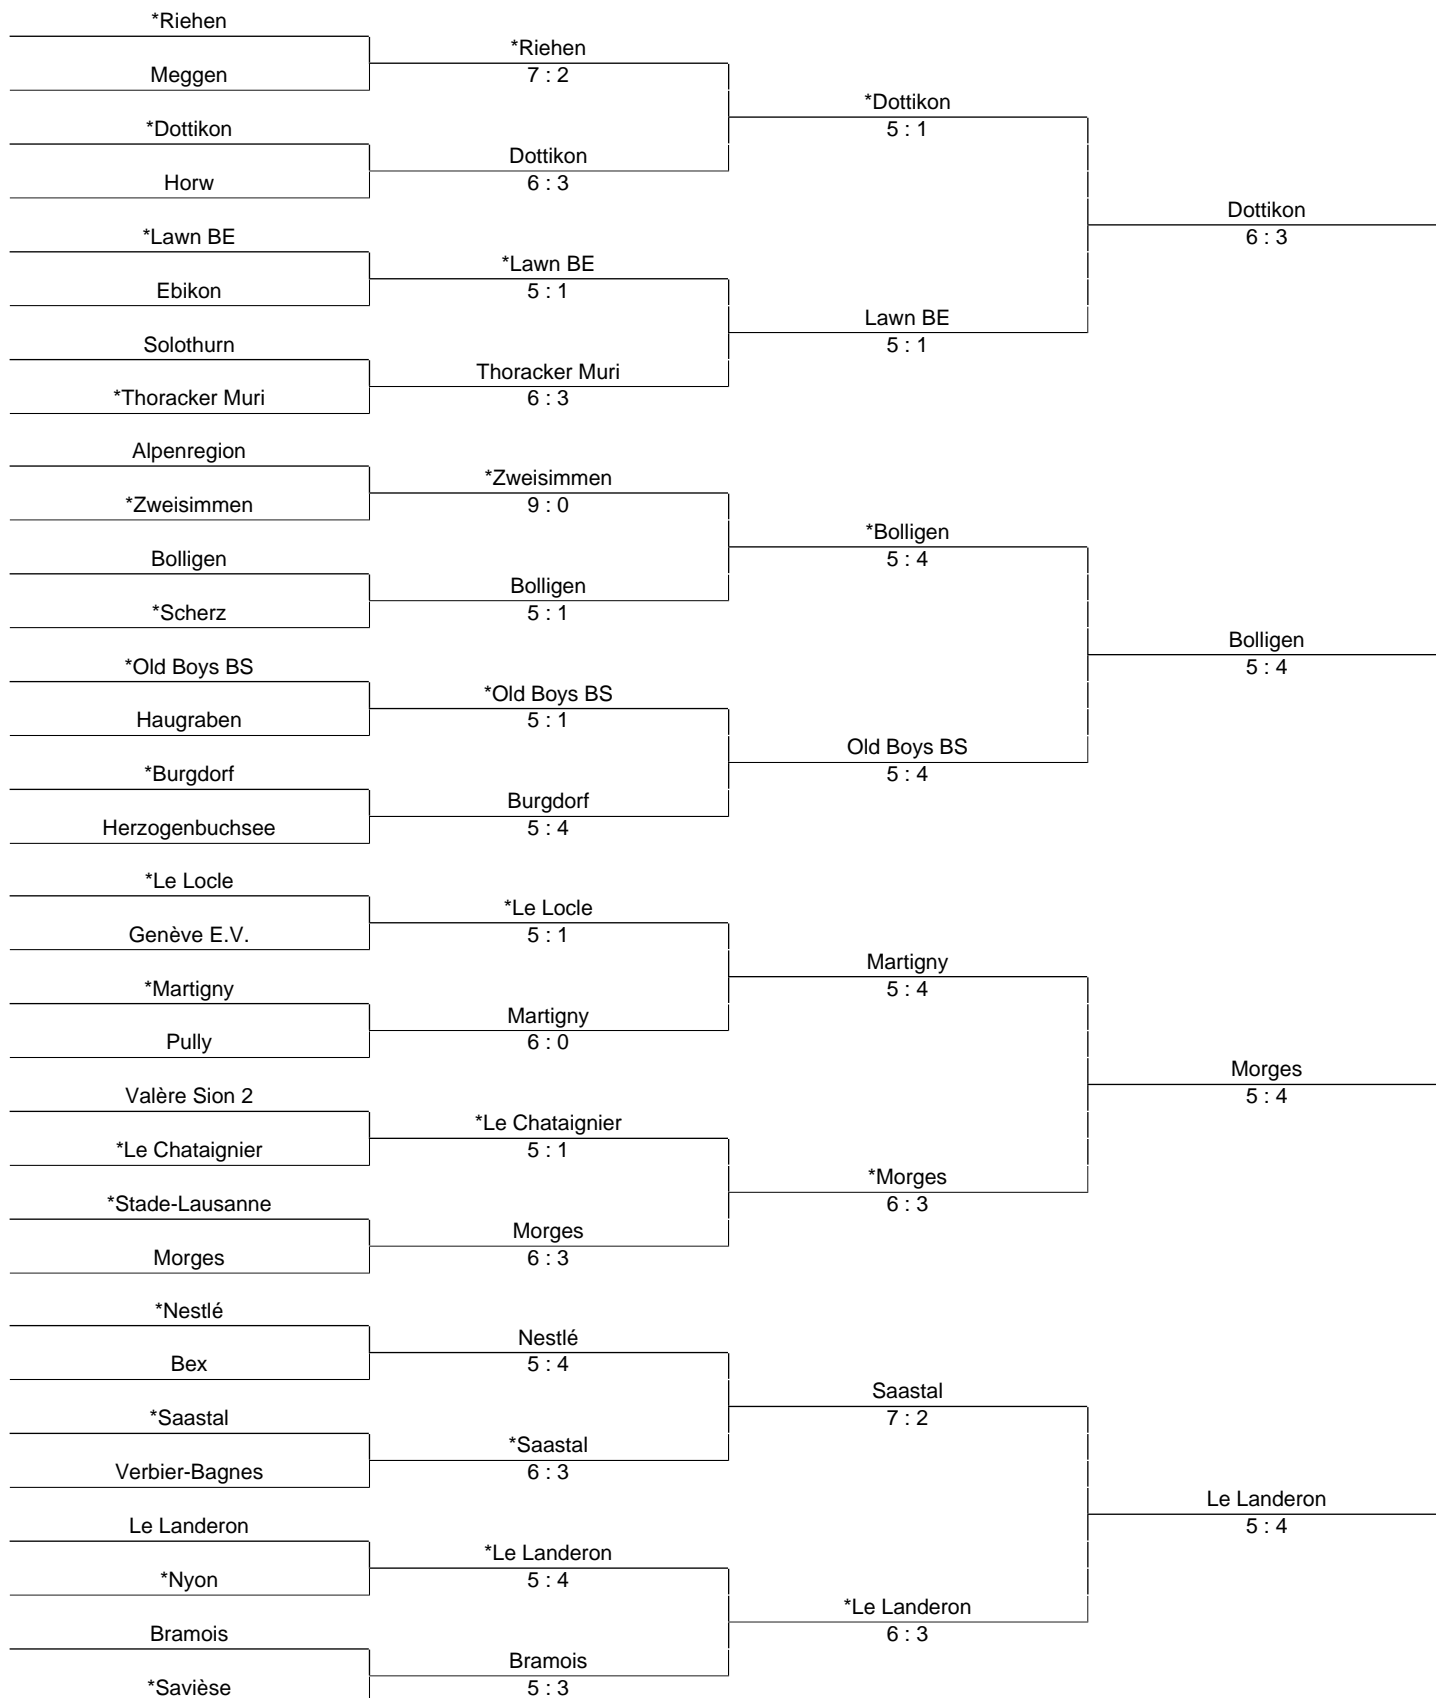 *Riehen
Meggen
*Dottikon
Horw
*Lawn BE
Ebikon
Solothurn
*Thoracker Muri
Alpenregion
*Zweisimmen
Bolligen
*Scherz
*Old Boys BS
Haugraben
*Burgdorf
Herzogenbuchsee
*Le Locle
Genève E.V.
*Martigny
Pully
Valère Sion 2
*Le Chataignier
*Stade-Lausanne
Morges
*Nestlé
Bex
*Saastal
Verbier-Bagnes
Le Landeron
*Nyon
Bramois
*Savièse
*Riehen
7 : 2
Dottikon
6 : 3
*Lawn BE
5 : 1
Thoracker Muri
6 : 3
*Zweisimmen
9 : 0
Bolligen
5 : 1
*Old Boys BS
5 : 1
Burgdorf
5 : 4
*Le Locle
5 : 1
Martigny
6 : 0
*Le Chataignier
5 : 1
Morges
6 : 3
Nestlé
5 : 4
*Saastal
6 : 3
*Le Landeron
5 : 4
Bramois
5 : 3
*Dottikon
5 : 1
Lawn BE
5 : 1
*Bolligen
5 : 4
Old Boys BS
5 : 4
Martigny
5 : 4
*Morges
6 : 3
Saastal
7 : 2
*Le Landeron
6 : 3
Dottikon
6 : 3
Bolligen
5 : 4
Morges
5 : 4
Le Landeron
5 : 4